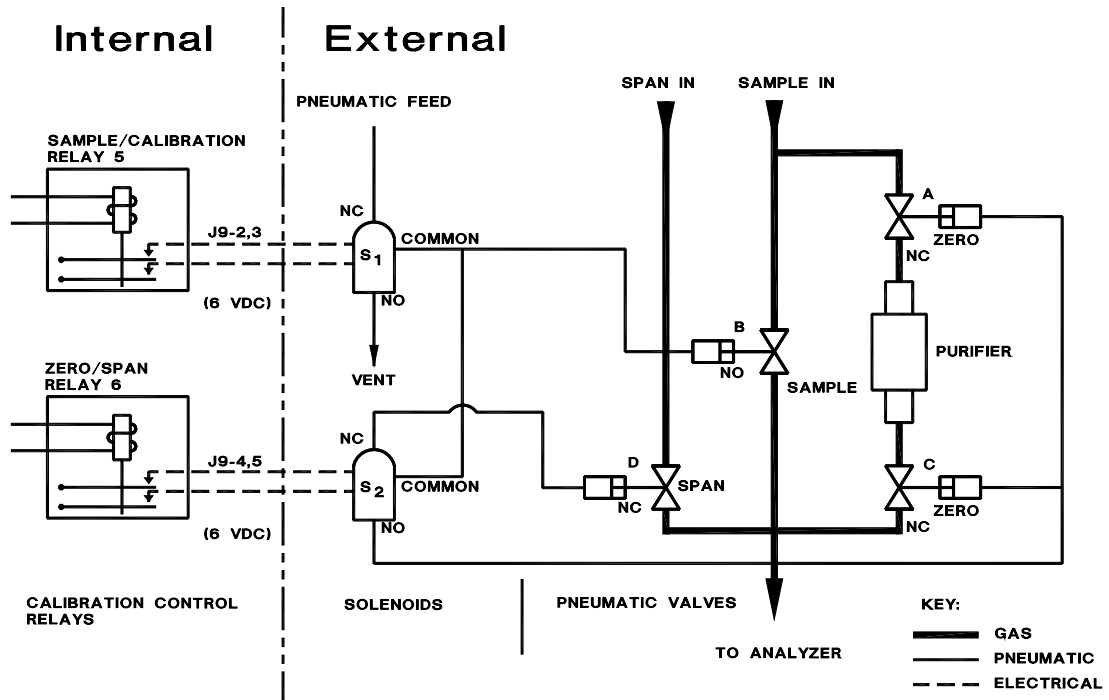 Internal
External
SPAN IN
SAMPLE IN
PNEUMATIC FEED
SAMPLE/CALIBRATION
RELAY 5
NC
A
J9-2,3
COMMON
S1
ZERO
NC
(6 VDC)
NO
B
PURIFIER
ZERO/SPAN
RELAY 6
VENT
NO
SAMPLE
NC
J9-4,5
D
C
S2
COMMON
SPAN
NC
ZERO
NO
NC
(6 VDC)
CALIBRATION CONTROL
RELAYS
SOLENOIDS
PNEUMATIC VALVES
KEY:
GAS
TO ANALYZER
PNEUMATIC
ELECTRICAL